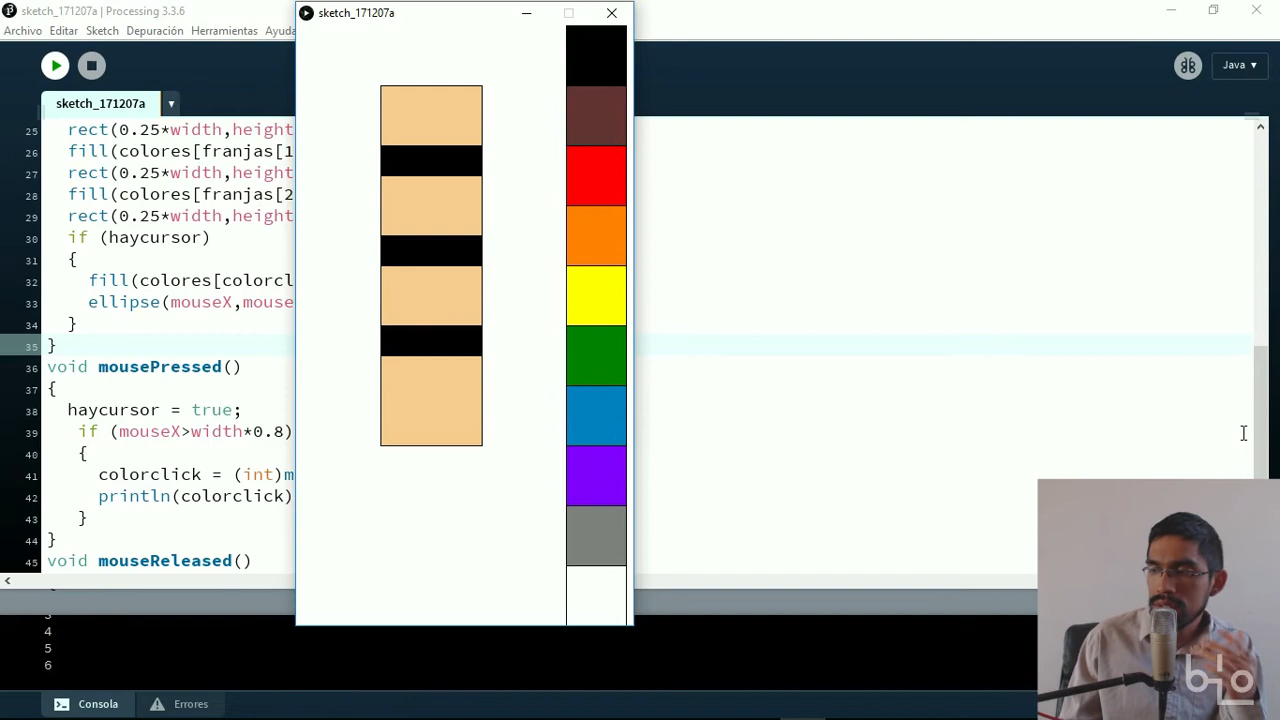 sketch_171207a | Processing 3.3.6
sketch_171207a
Archivo Editar Sketch Depuración Herramientas Ayuda
Java ▾
sketch_171207a ▾
25 rect(0.25*width,height
26 fill(colores[franjas[1
27 rect(0.25*width,height
28 fill(colores[franjas[2
29 rect(0.25*width,height
30 if (haycursor)
31 {
32 fill(colores[colorcl
33 ellipse(mouseX,mouse
34 }
35 }
36 void mousePressed()
37 {
38 haycursor = true;
39 if (mouseX>width*0.8)
40 {
41 colorclick = (int)m
42 println(colorclick)
43 }
44 }
45 void mouseReleased()
4
5
6
Consola Errores